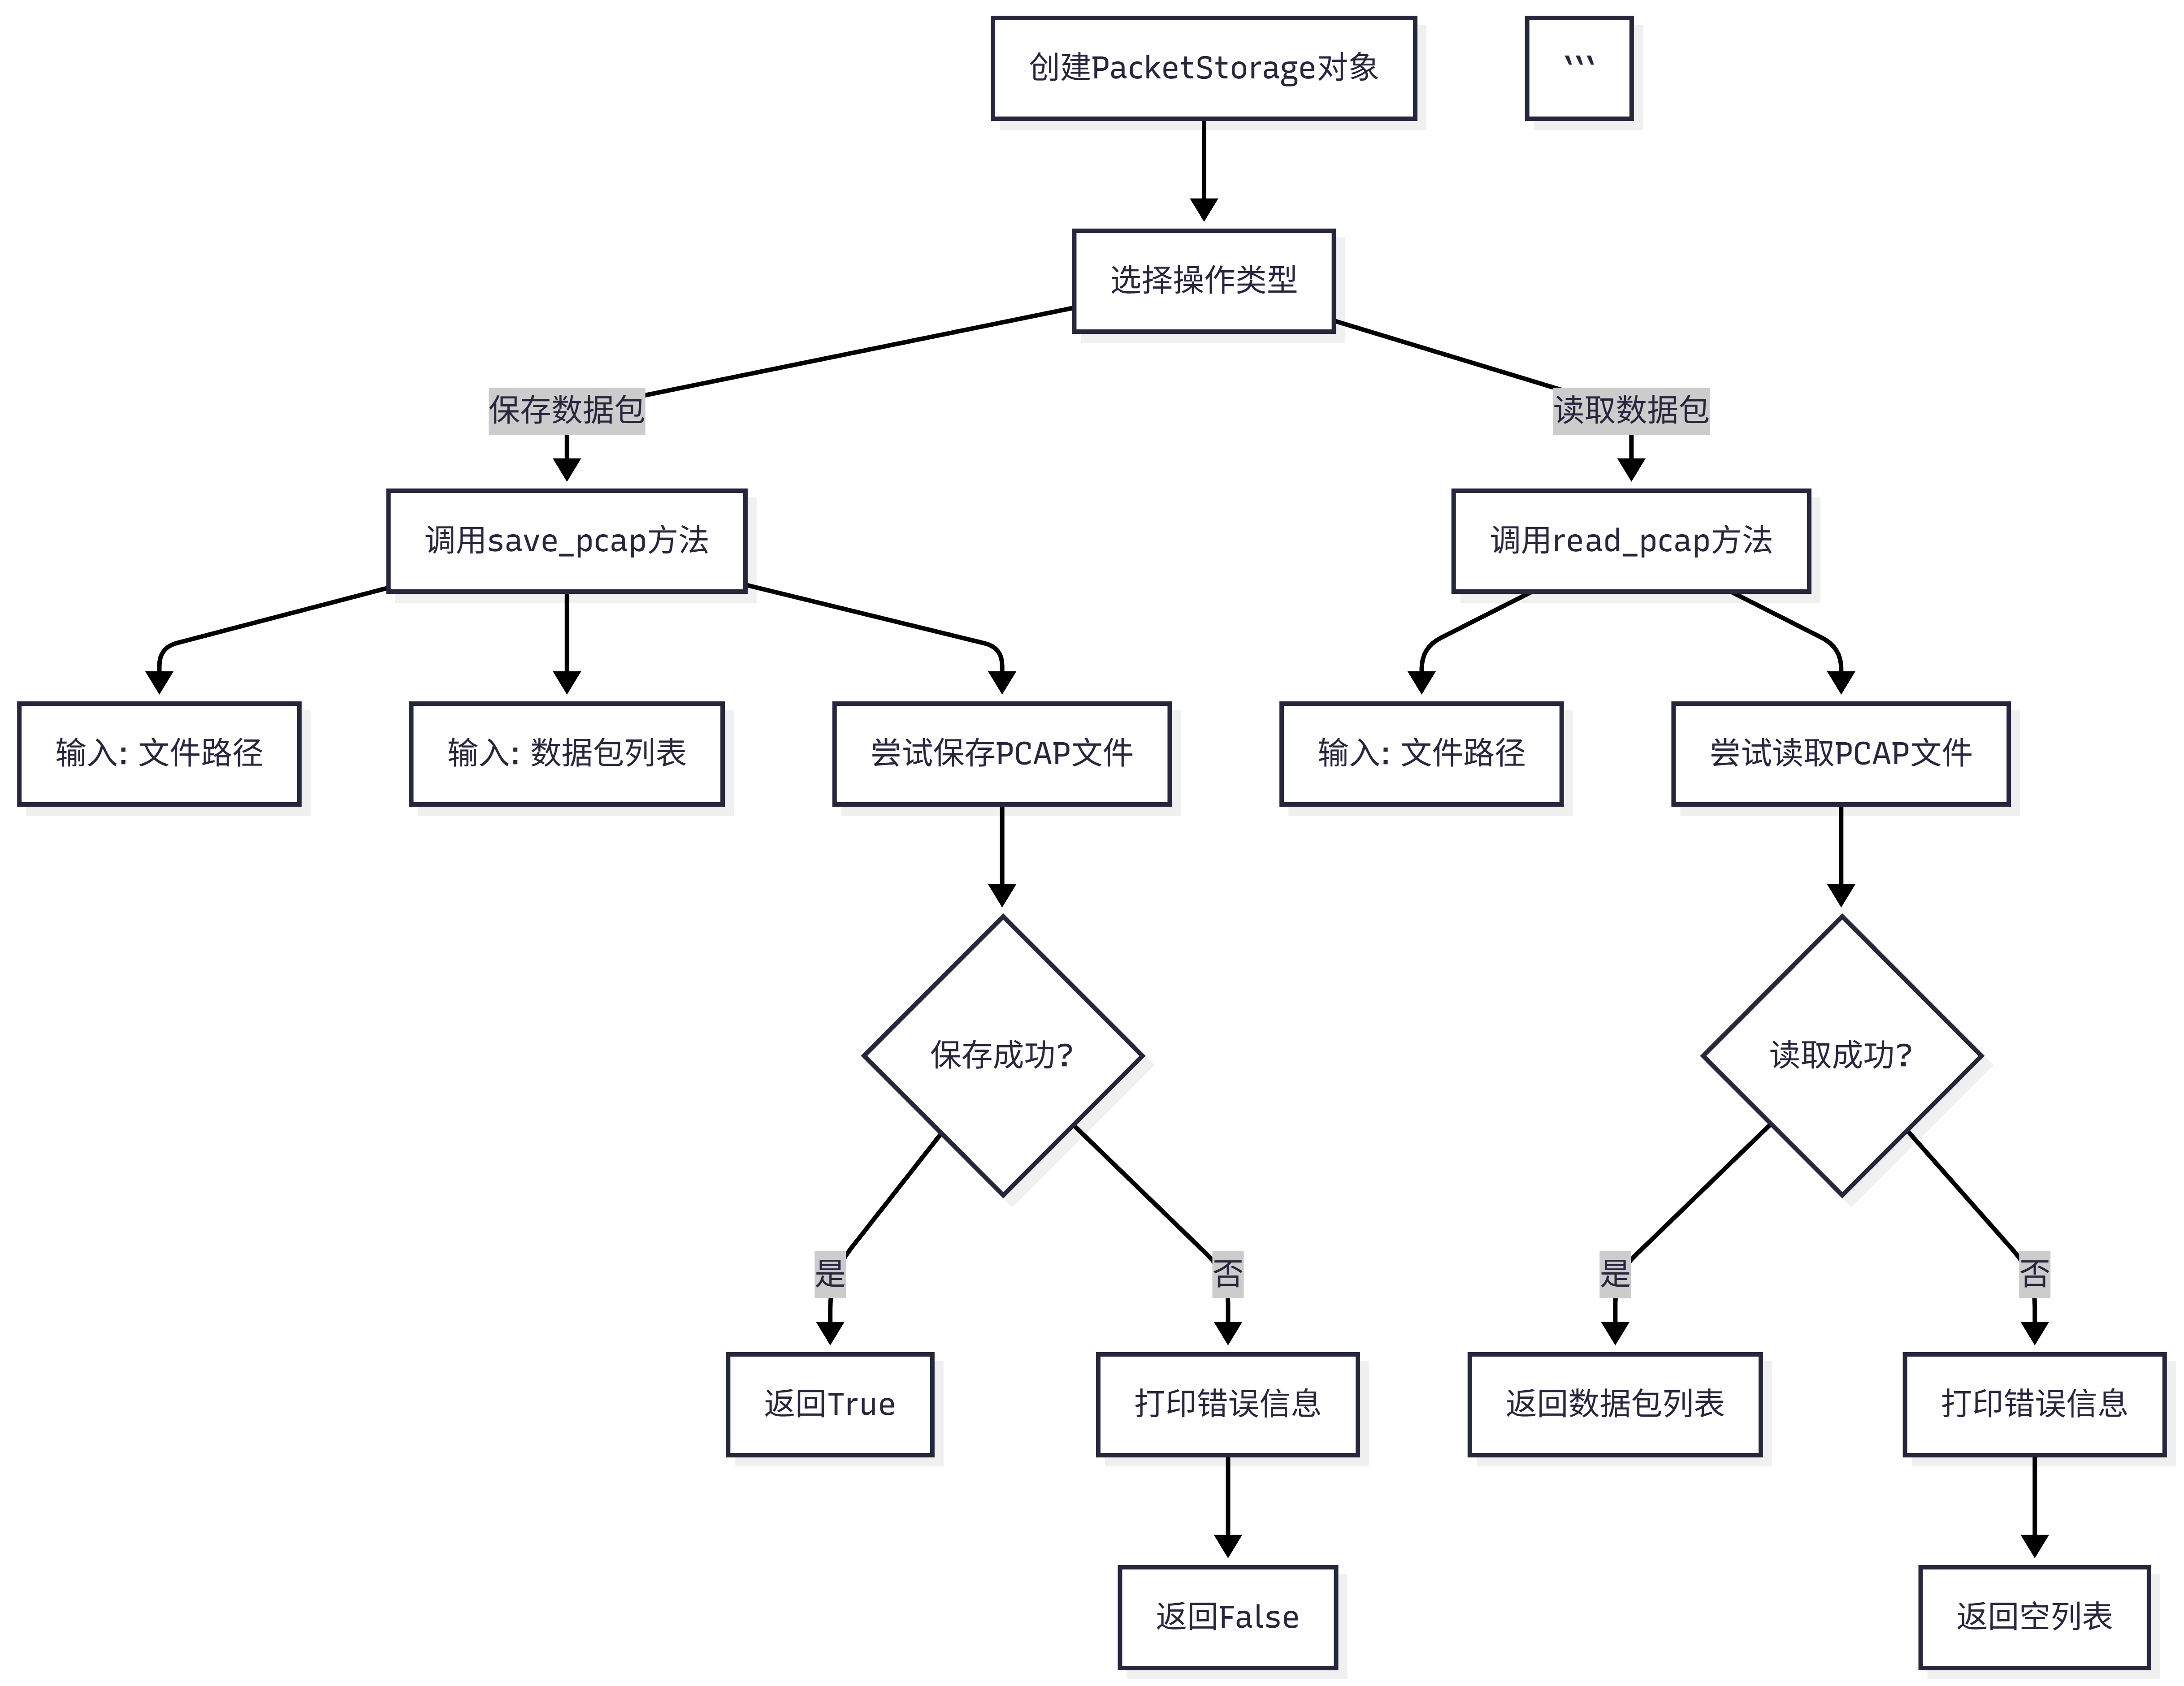 创建PacketStorage对象
```
选择操作类型
保存数据包
读取数据包
调用save_pcap方法
调用read_pcap方法
输入: 文件路径
输入: 数据包列表
尝试保存PCAP文件
输入: 文件路径
尝试读取PCAP文件
保存成功?
读取成功?
是
否
是
否
返回True
打印错误信息
返回数据包列表
打印错误信息
返回False
返回空列表